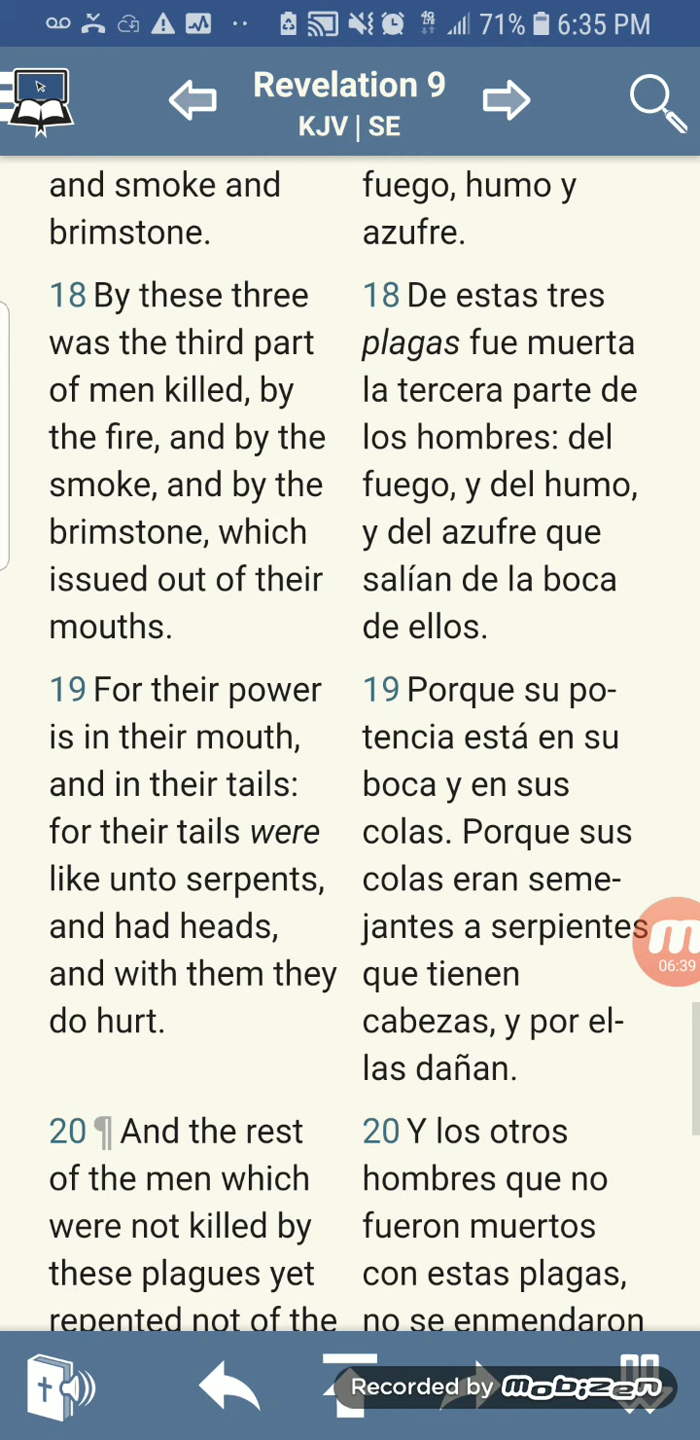 71% 6:35 PM
Revelation 9
KJV | SE
and smoke and
brimstone.
18 By these three
was the third part
of men killed, by
the fire, and by the
smoke, and by the
brimstone, which
issued out of their
mouths.
19 For their power
is in their mouth,
and in their tails:
for their tails were
like unto serpents,
and had heads,
and with them they
do hurt.
20 ¶ And the rest
of the men which
were not killed by
these plagues yet
repented not of the
fuego, humo y
azufre.
18 De estas tres
plagas fue muerta
la tercera parte de
los hombres: del
fuego, y del humo,
y del azufre que
salían de la boca
de ellos.
19 Porque su po-
tencia está en su
boca y en sus
colas. Porque sus
colas eran seme-
jantes a serpientes
que tienen
cabezas, y por el-
las dañan.
20 Y los otros
hombres que no
fueron muertos
con estas plagas,
no se enmendaron
06:39
Recorded by mobizen